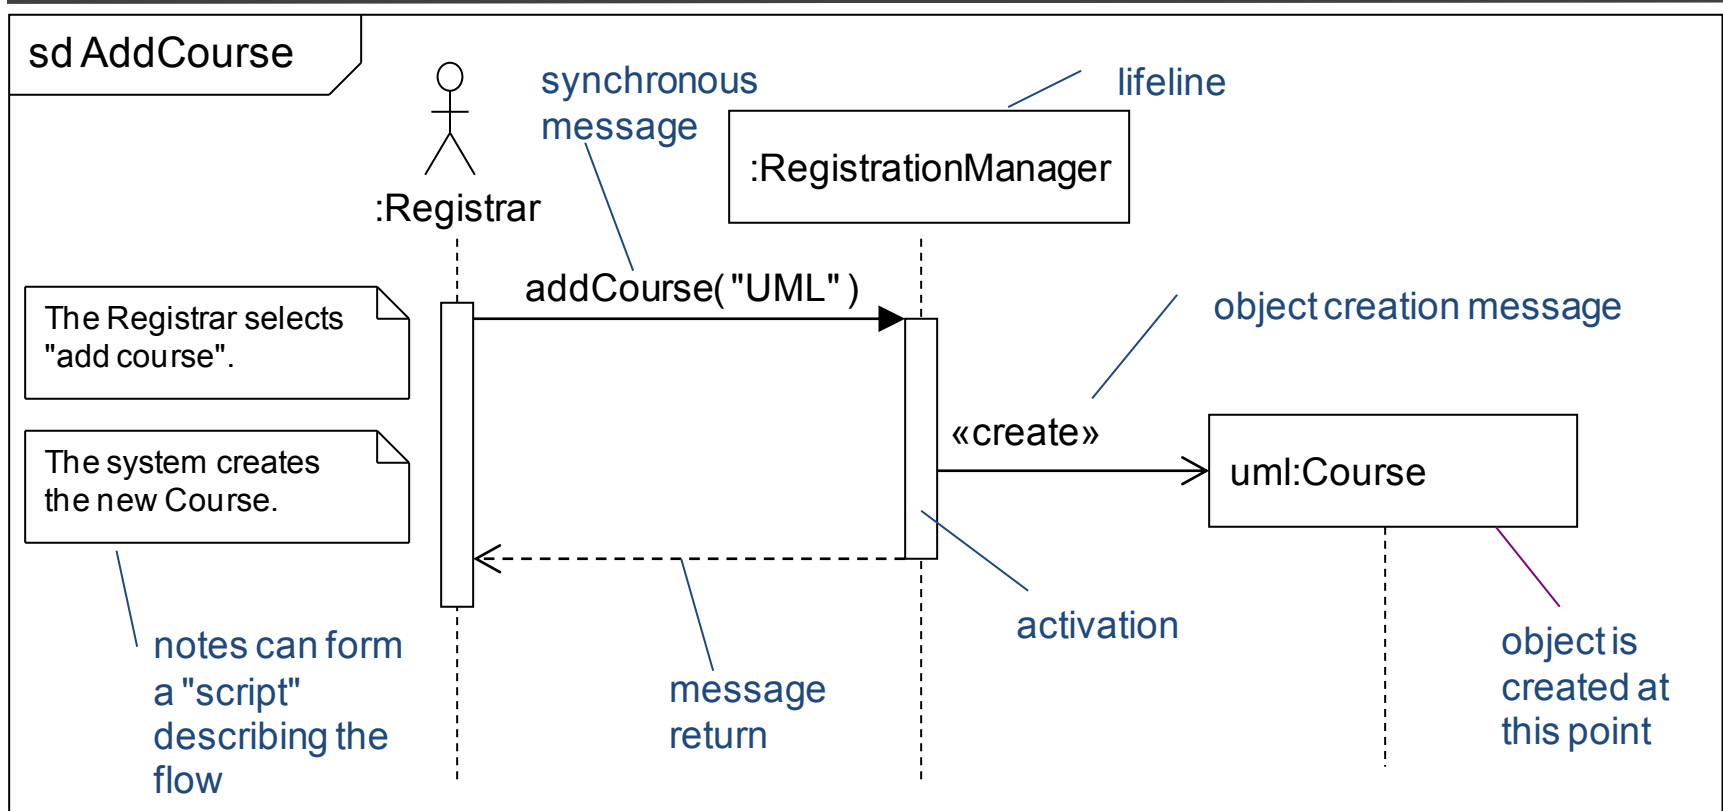 sd AddCourse
synchronous
message
lifeline
:RegistrationManager
:Registrar
addCourse("UML")
The Registrar selects
"add course".
object creation message
«create»
The system creates
the new Course.
uml:Course
activation
notes can form
a "script"
describing the
flow
message
return
object is
created at
this point